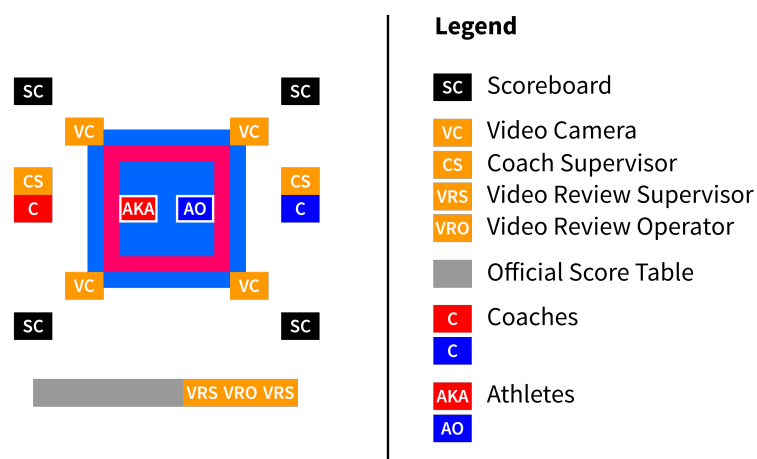 SC SC
VC VC
CS CS
C AKA AO C
VC VC
SC SC
VRS VRO VRS
Legend
SC Scoreboard
VC Video Camera
CS Coach Supervisor
VRS Video Review Supervisor
VRO Video Review Operator
Official Score Table
C Coaches
C
AKA Athletes
AO